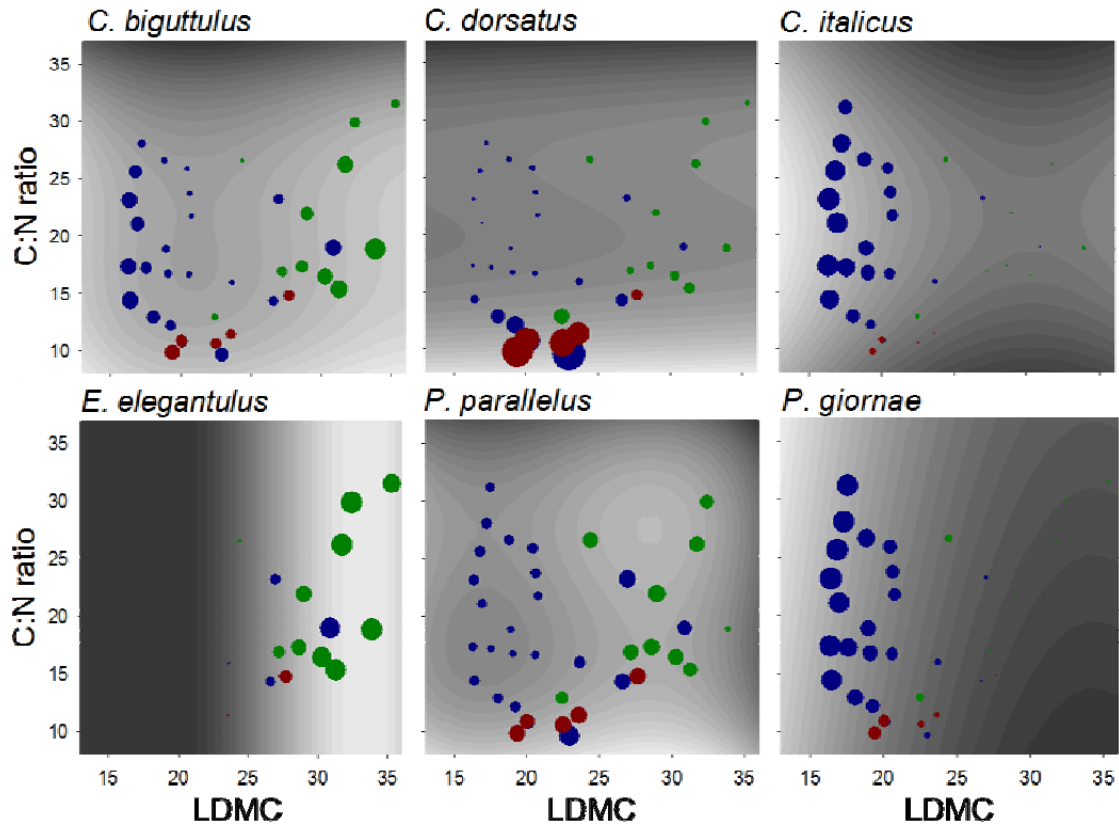 C. biguttulus C. dorsatus C. italicus
35
30
25
20
15
10
C:N ratio
E. elegantulus P. parallelus P. giornae
35
30
25
20
15
10
C:N ratio
15 20 25 30 35 15 20 25 30 35 15 20 25 30 35
LDMC LDMC LDMC